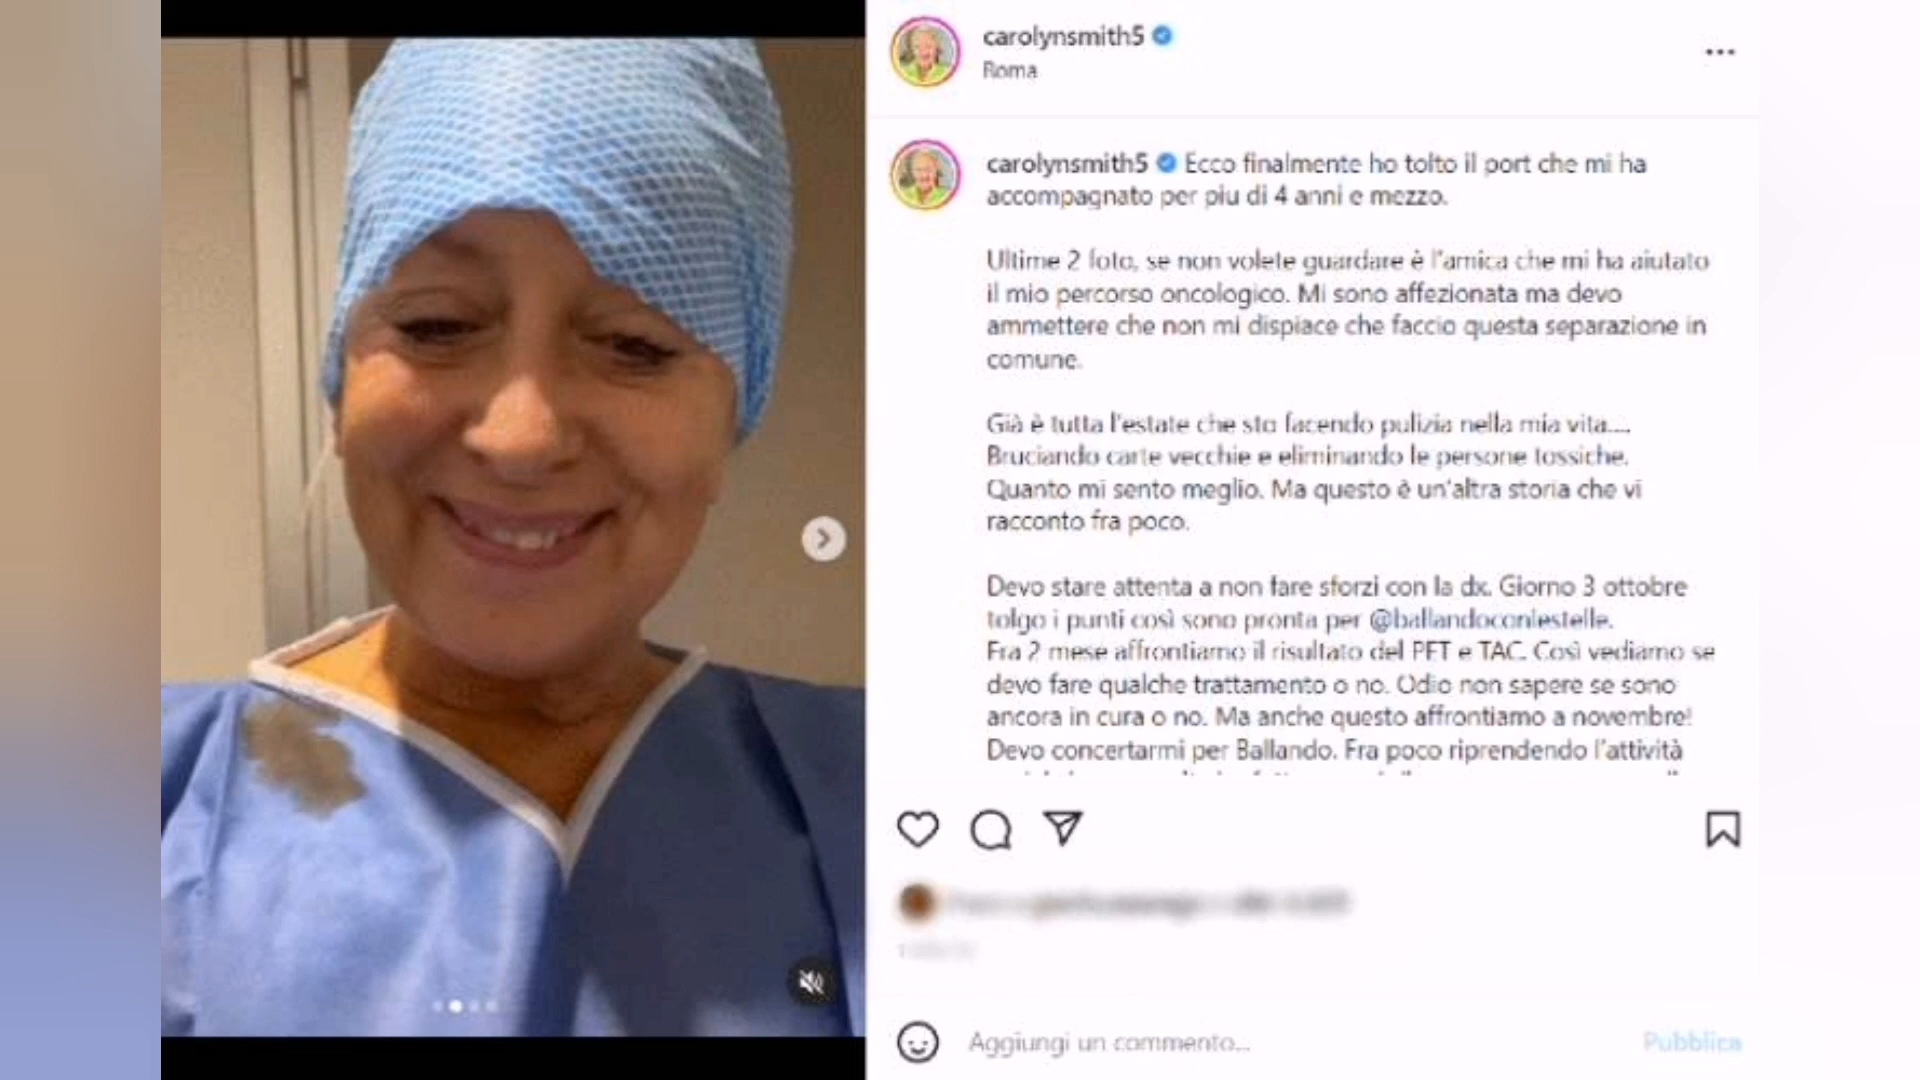 carolynsmith5
Roma
carolynsmith5 Ecco finalmente ho tolto il port che mi ha
accompagnato per piu di 4 anni e mezzo.
Ultime 2 foto, se non volete guardare è l'amica che mi ha aiutato
il mio percorso oncologico. Mi sono affezionata ma devo
ammettere che non mi dispiace che faccio questa separazione in
comune.
Già è tutta l'estate che sto facendo pulizia nella mia vita....
Bruciando carte vecchie e eliminando le persone tossiche.
Quanto mi sento meglio. Ma questo è un'altra storia che vi
racconto fra poco.
Devo stare attenta a non fare sforzi con la dx. Giorno 3 ottobre
tolgo i punti così sono pronta per @ballandoconlestelle.
Fra 2 mese affrontiamo il risultato del PET e TAC. Così vediamo se
devo fare qualche trattamento o no. Odio non sapere se sono
ancora in cura o no. Ma anche questo affrontiamo a novembre!
Devo concertarmi per Ballando. Fra poco riprendendo l'attività
Aggiungi un commento...
Pubblica